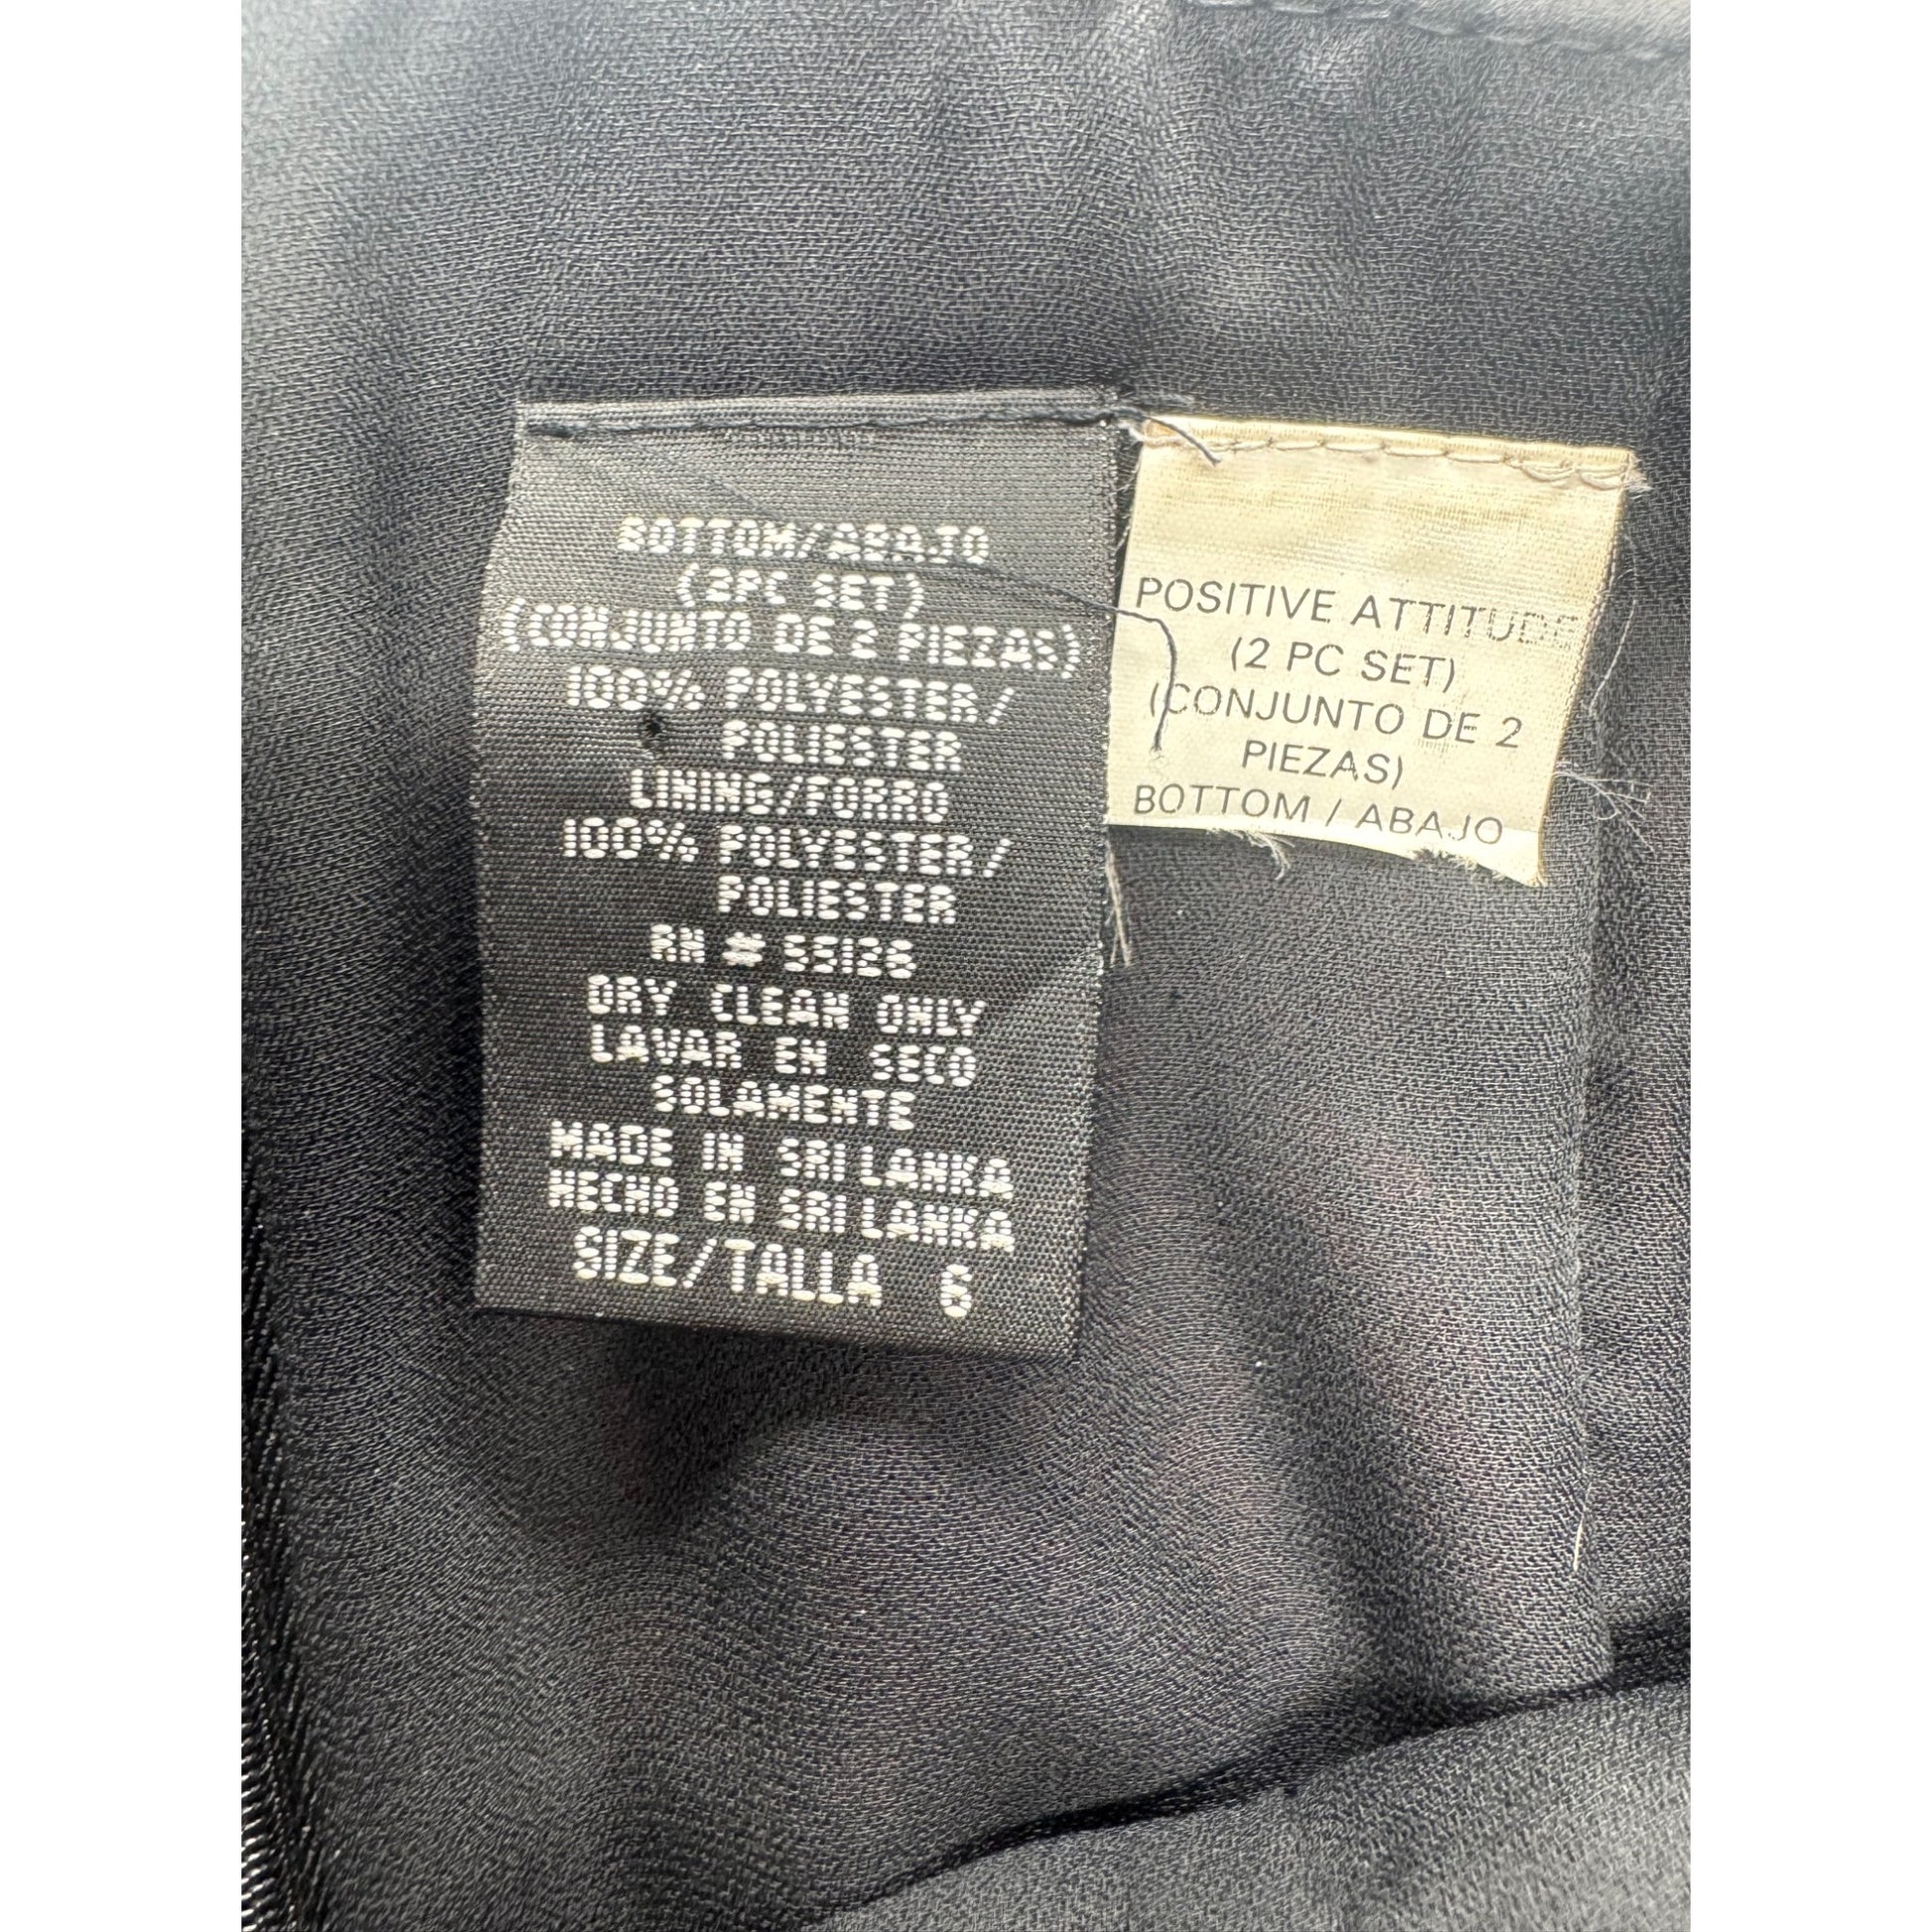 BOTTOM/ABAJO
(2PC SET)
(CONJUNTO DE 2 PIEZAS)
100% POLYESTER/
POLIESTER
LINING/FORRO
100% POLYESTER/
POLIESTER
RN # 55126
DRY CLEAN ONLY
LAVAR EN SECO
SOLAMENTE
MADE IN SRI LANKA
HECHO EN SRI LANKA
SIZE/TALLA 6
POSITIVE ATTITUDE
(2 PC SET)
(CONJUNTO DE 2
PIEZAS)
BOTTOM / ABAJO